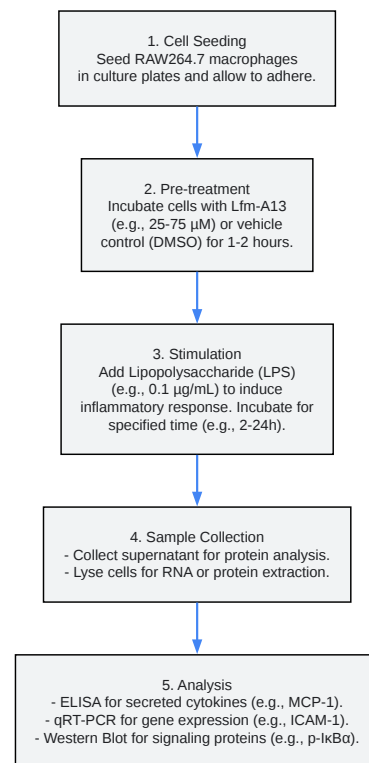 1. Cell Seeding
Seed RAW264.7 macrophages
in culture plates and allow to adhere.
2. Pre-treatment
Incubate cells with Lfm-A13
(e.g., 25-75 µM) or vehicle
control (DMSO) for 1-2 hours.
3. Stimulation
Add Lipopolysaccharide (LPS)
(e.g., 0.1 µg/mL) to induce
inflammatory response. Incubate for
specified time (e.g., 2-24h).
4. Sample Collection
- Collect supernatant for protein analysis.
- Lyse cells for RNA or protein extraction.
5. Analysis
- ELISA for secreted cytokines (e.g., MCP-1).
- qRT-PCR for gene expression (e.g., ICAM-1).
- Western Blot for signaling proteins (e.g., p-IκBα).